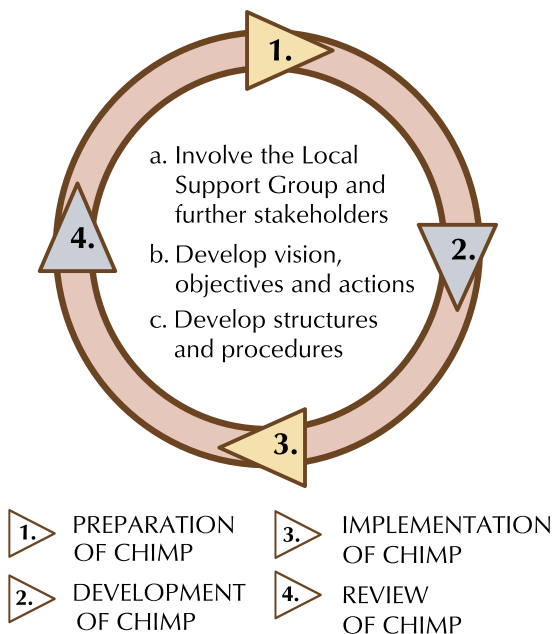 1.
a. Involve the Local
Support Group and
further stakeholders
4.
2.
b. Develop vision,
objectives and actions
c. Develop structures
and procedures
3.
1. PREPARATION
OF CHIMP
2. DEVELOPMENT
OF CHIMP
3. IMPLEMENTATION
OF CHIMP
4. REVIEW
OF CHIMP